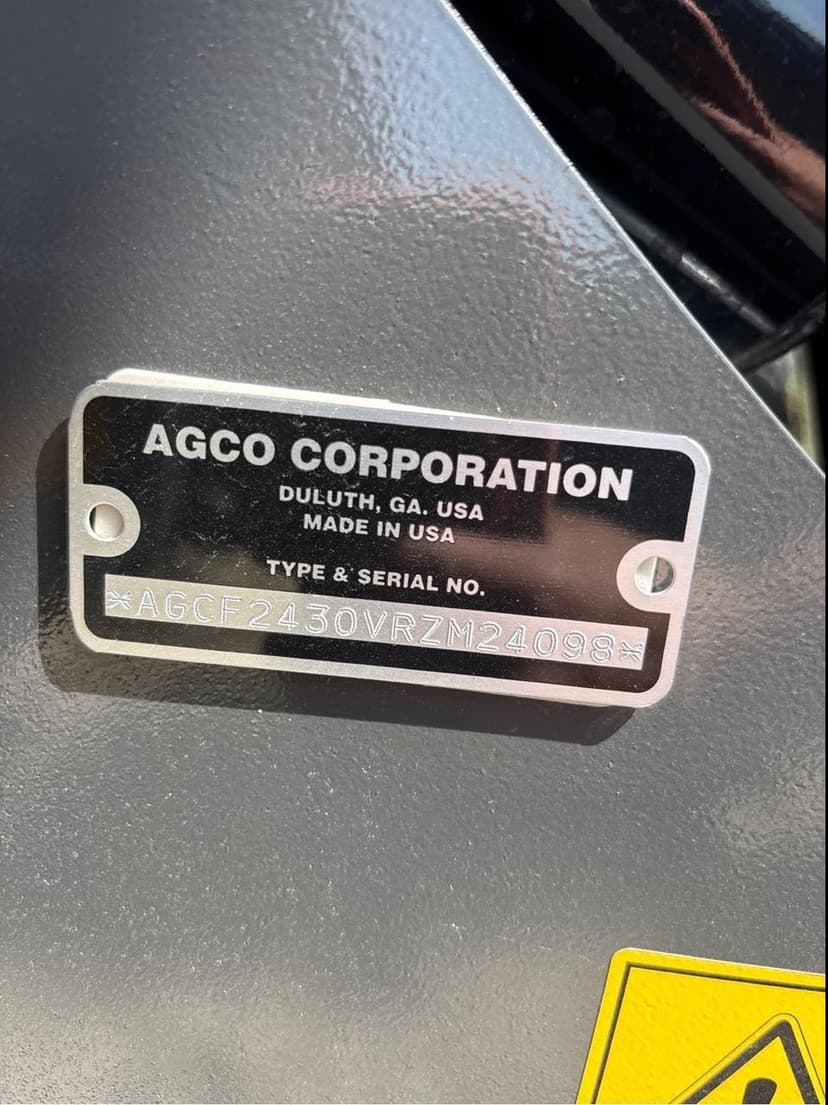 AGCO CORPORATION
DULUTH, GA. USA
MADE IN USA
TYPE & SERIAL NO.
*AGCF2430VRZM24098*